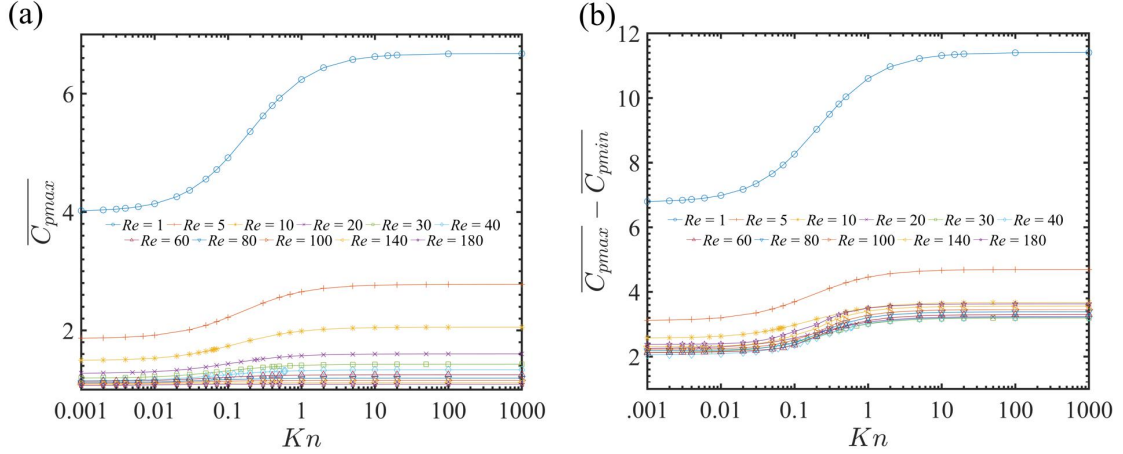 (a)
6
4
2
0.001 0.01 0.1 1 10 100 1000
Kn
C_pmax
Re = 1 Re = 5 Re = 10 Re = 20 Re = 30 Re = 40
Re = 60 Re = 80 Re = 100 Re = 140 Re = 180
(b)
12
10
8
6
4
2
.001 0.01 0.1 1 10 100 1000
Kn
C_pmax − C_pmin
Re = 1 Re = 5 Re = 10 Re = 20 Re = 30 Re = 40
Re = 60 Re = 80 Re = 100 Re = 140 Re = 180